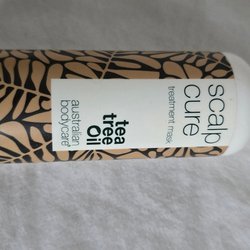 scalp
cure
treatment mask
tea
tree
oil
australian
bodycare®